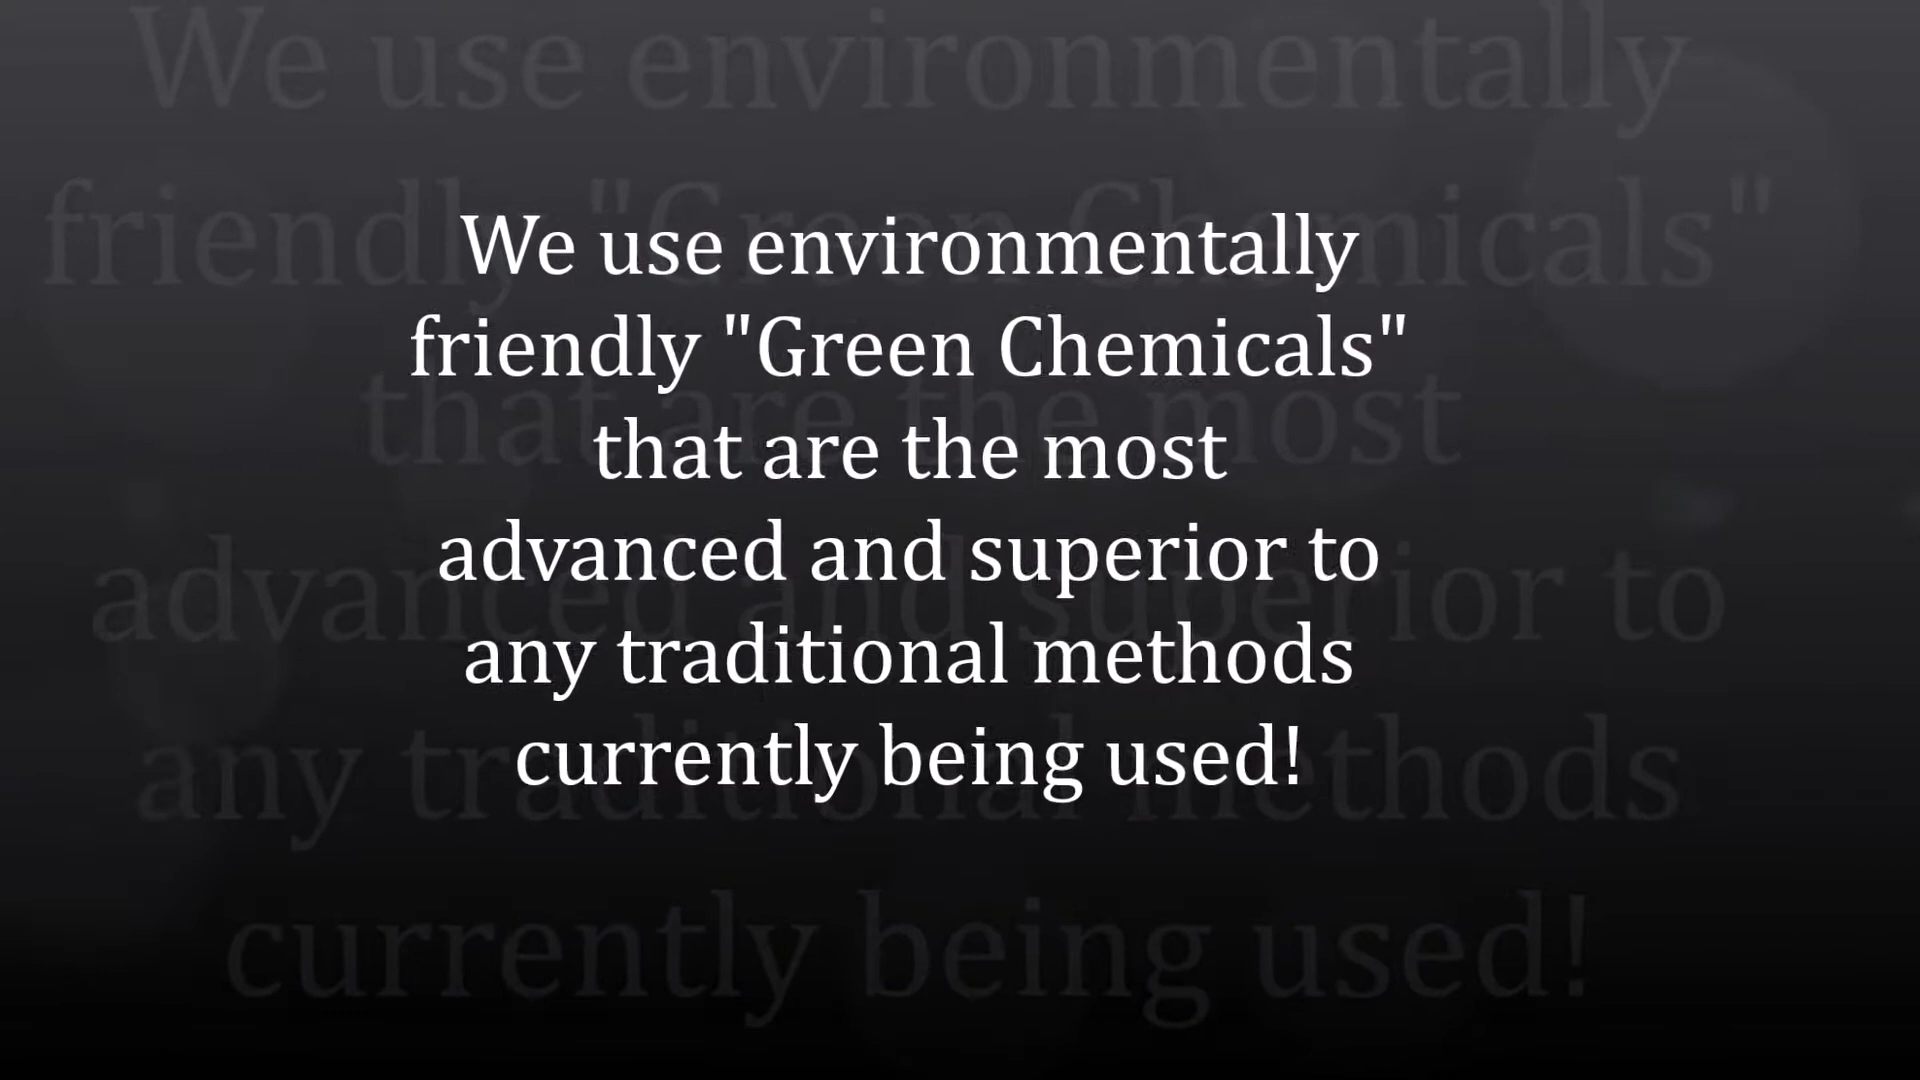 We use environmentally
friendly "Green Chemicals"
that are the most
advanced and superior to
any traditional methods
currently being used!